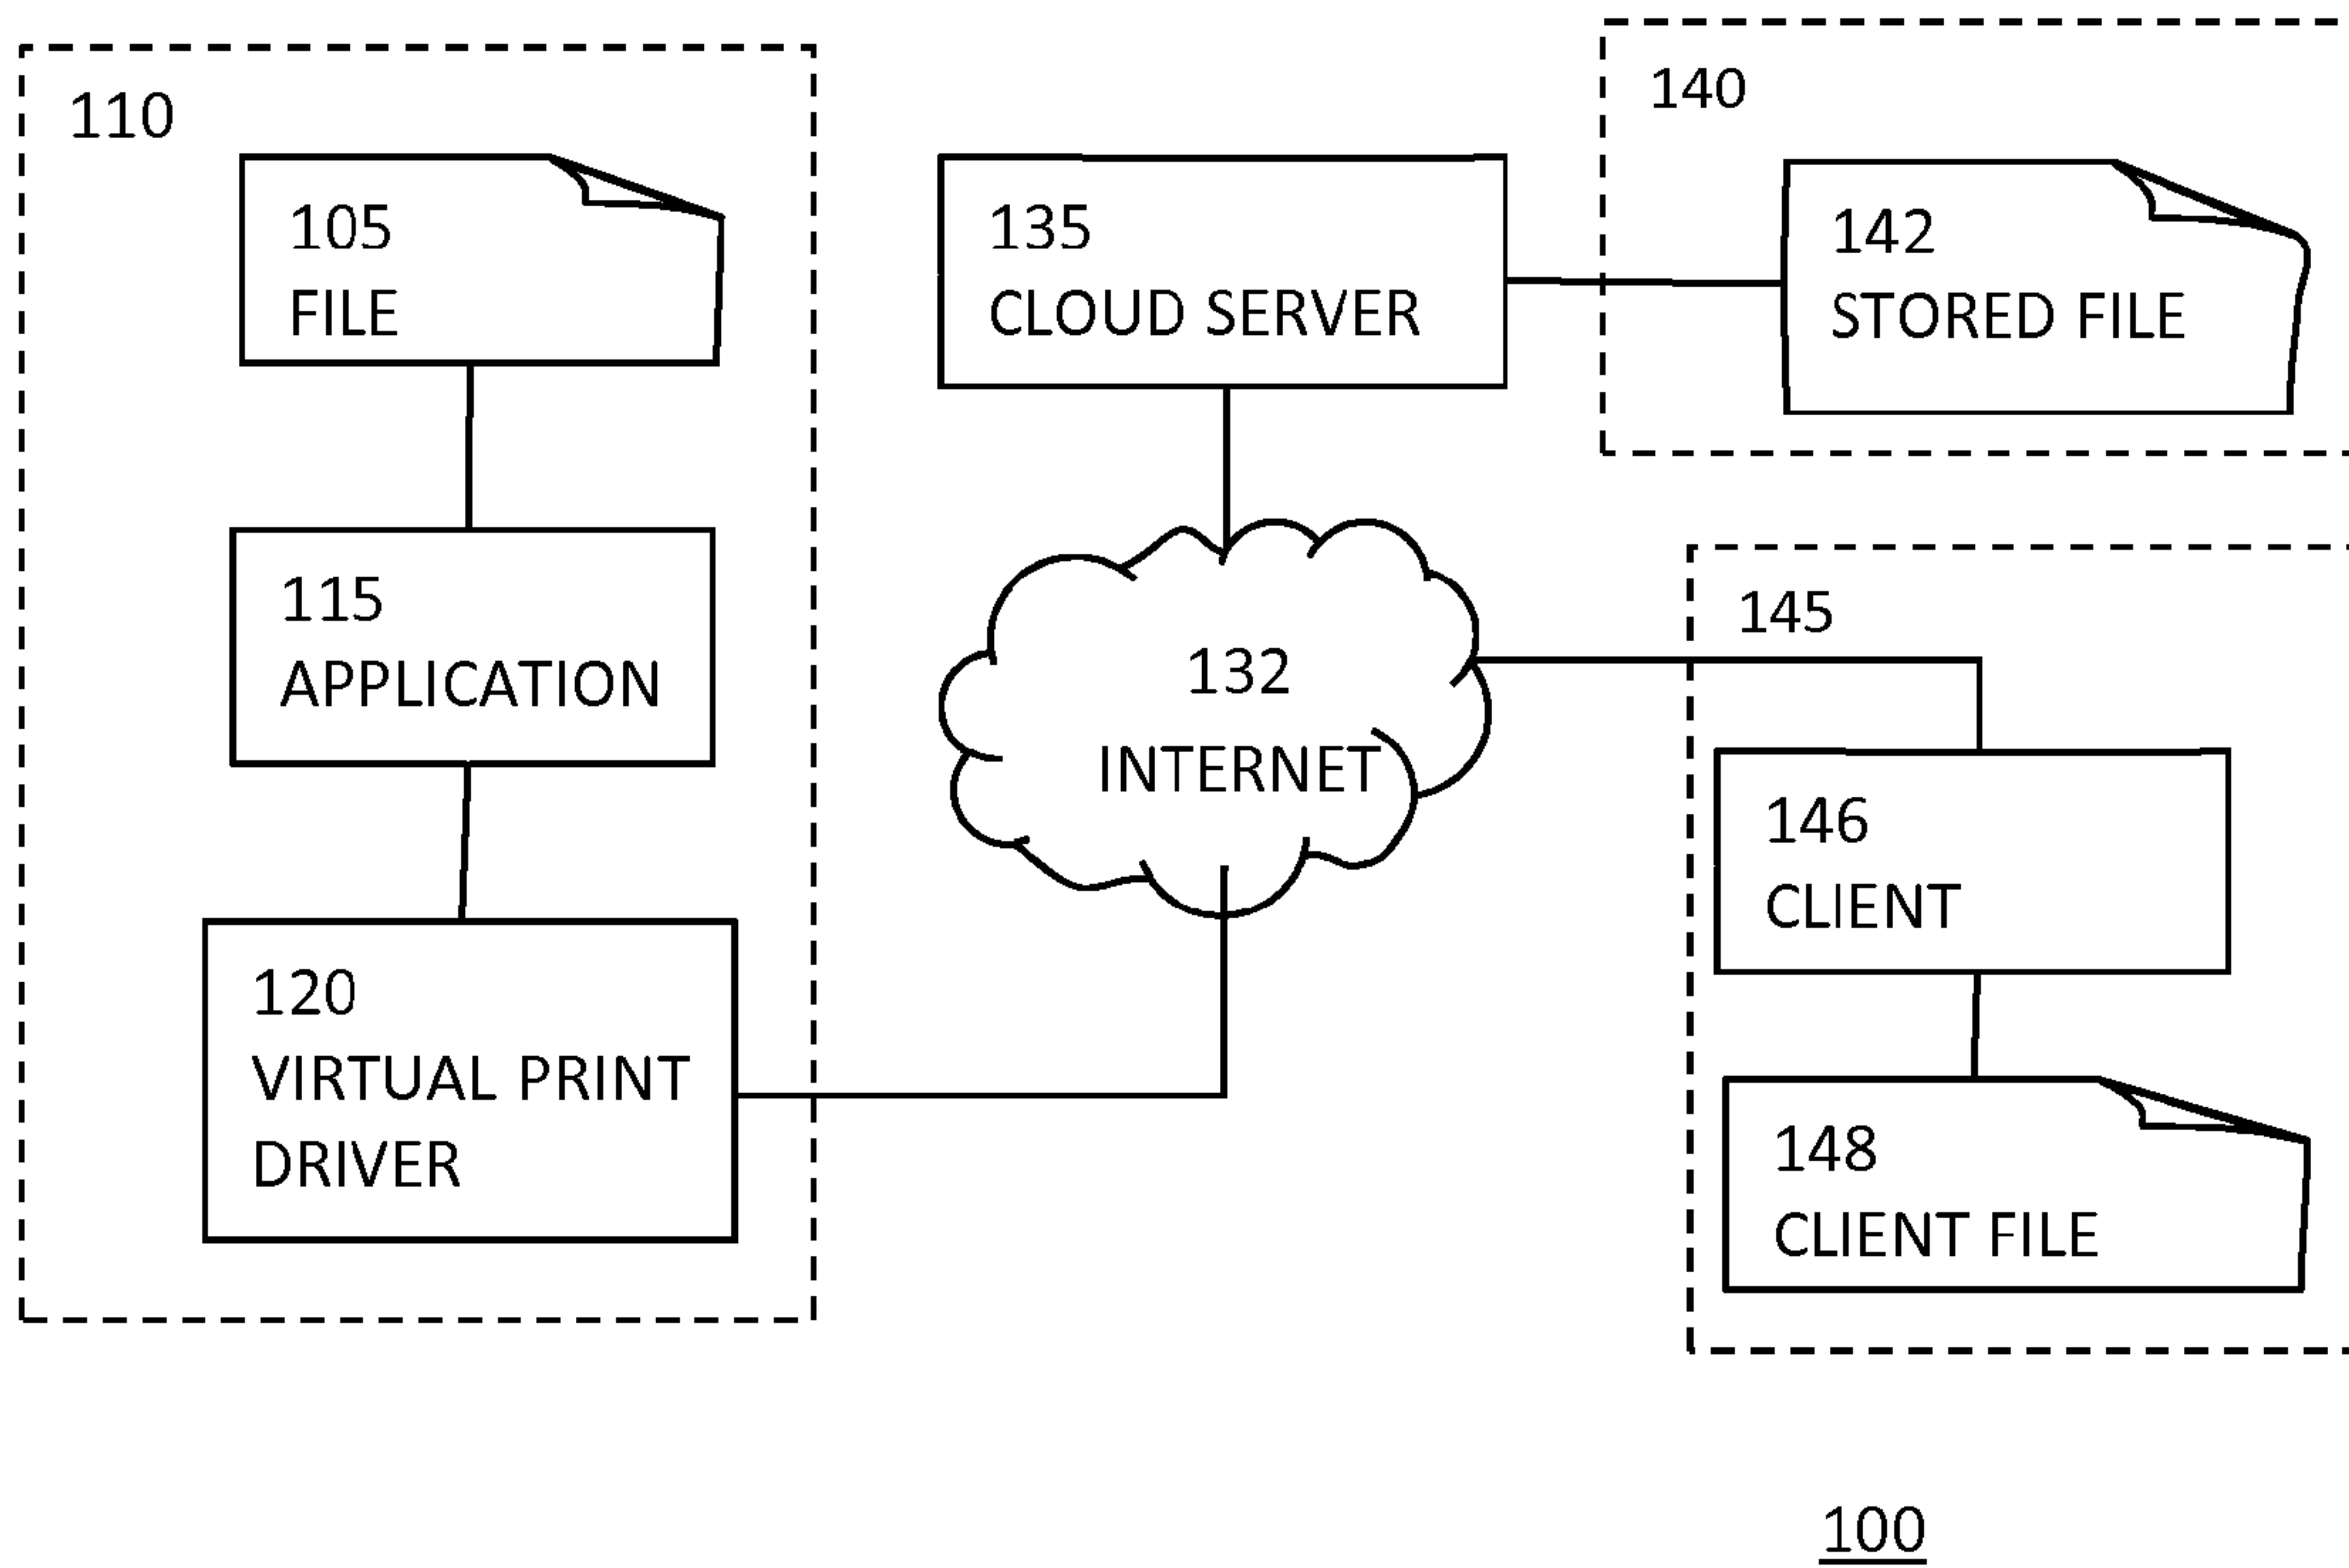 110
105
FILE
115
APPLICATION
120
VIRTUAL PRINT
DRIVER
135
CLOUD SERVER
132
INTERNET
140
142
STORED FILE
145
146
CLIENT
148
CLIENT FILE
100